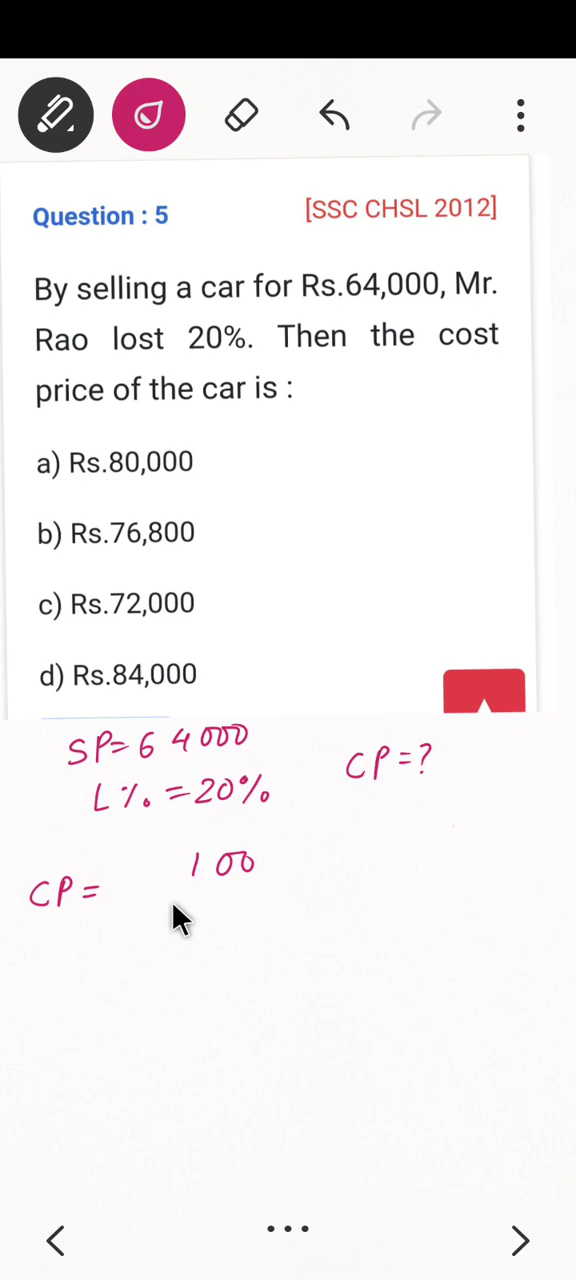 Question : 5 [SSC CHSL 2012]
By selling a car for Rs.64,000, Mr.
Rao lost 20%. Then the cost
price of the car is :
a) Rs.80,000
b) Rs.76,800
c) Rs.72,000
d) Rs.84,000
SP=64000
CP=?
L%=20%
100
CP=